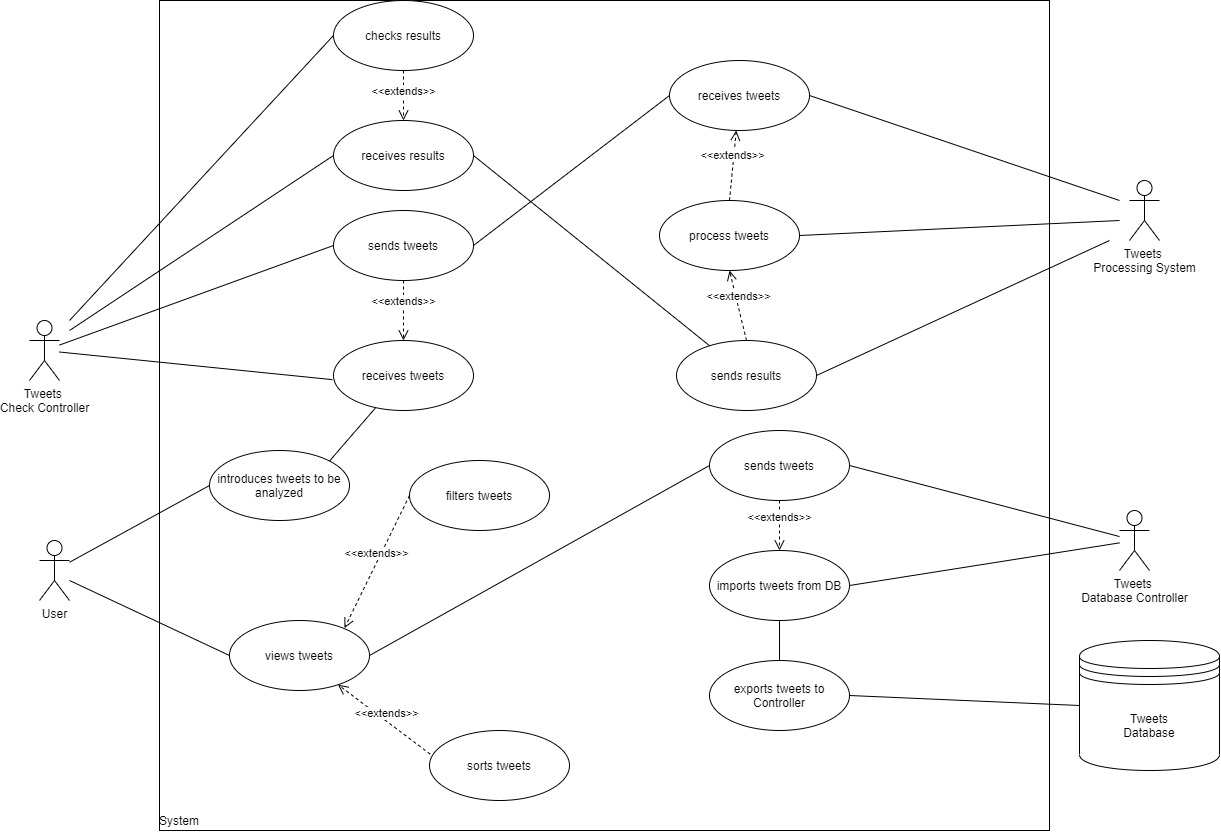 checks results
<<extends>>
receives results
sends tweets
<<extends>>
receives tweets
receives tweets
<<extends>>
process tweets
<<extends>>
sends results
Tweets
Processing System
Tweets
Check Controller
introduces tweets to be
analyzed
filters tweets
<<extends>>
User
views tweets
<<extends>>
sorts tweets
sends tweets
<<extends>>
imports tweets from DB
exports tweets to
Controller
Tweets
Database Controller
Tweets
Database
System